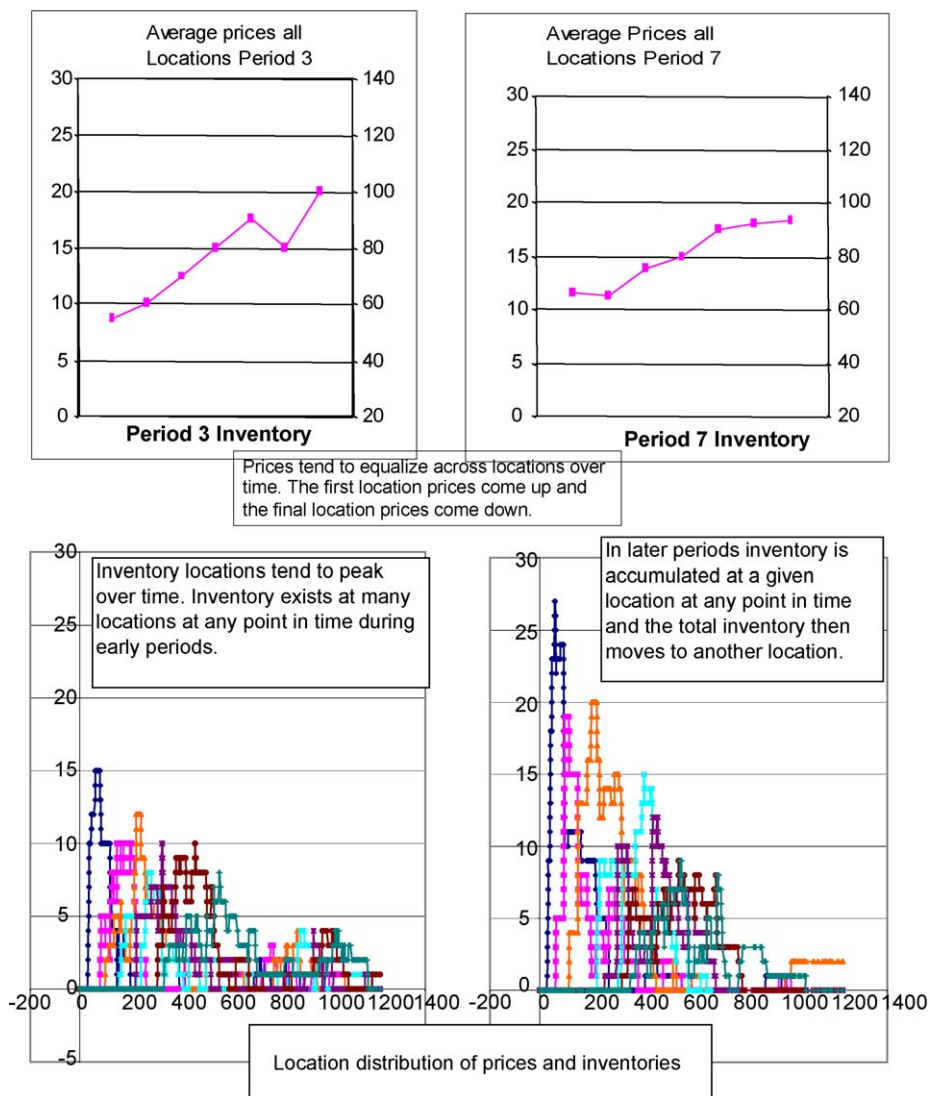 Average prices all
Locations Period 3
30
25
20
15
10
5
0
140
120
100
80
60
40
20
Period 3 Inventory
Average Prices all
Locations Period 7
30
25
20
15
10
5
0
140
120
100
80
60
40
20
Period 7 Inventory
Prices tend to equalize across locations over
time. The first location prices come up and
the final location prices come down.
30
25
20
15
10
5
0
-5
-200 0 200 400 600 800 1000 1200 1400
Inventory locations tend to peak
over time. Inventory exists at many
locations at any point in time during
early periods.
30
25
20
15
10
5
0
-200 0 200 400 600 800 1000 1200 1400
In later periods inventory is
accumulated at a given
location at any point in time
and the total inventory then
moves to another location.
Location distribution of prices and inventories